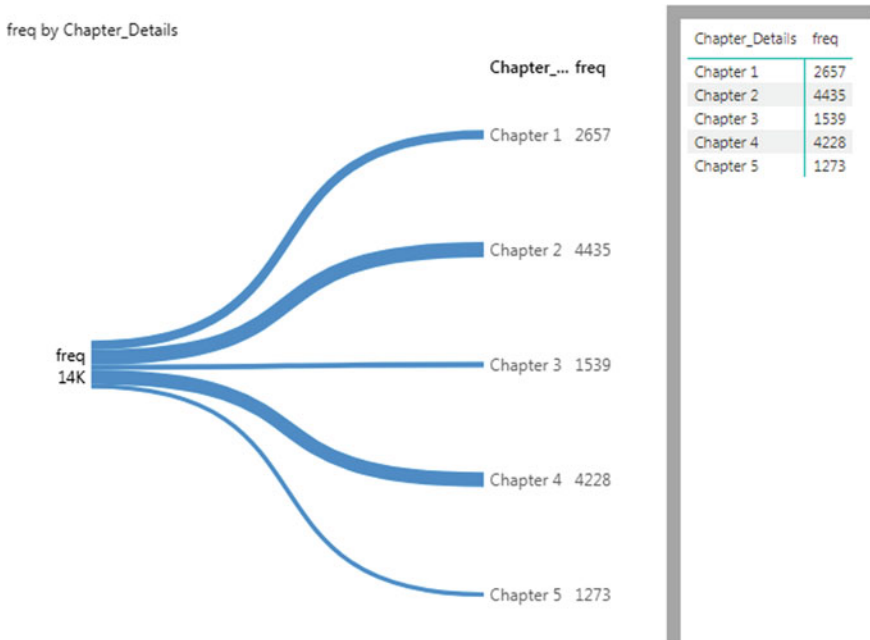 freq by Chapter_Details
Chapter_... freq
Chapter 1 2657
Chapter 2 4435
freq
14K
Chapter 3 1539
Chapter 4 4228
Chapter 5 1273
Chapter_Details freq
Chapter 1 2657
Chapter 2 4435
Chapter 3 1539
Chapter 4 4228
Chapter 5 1273